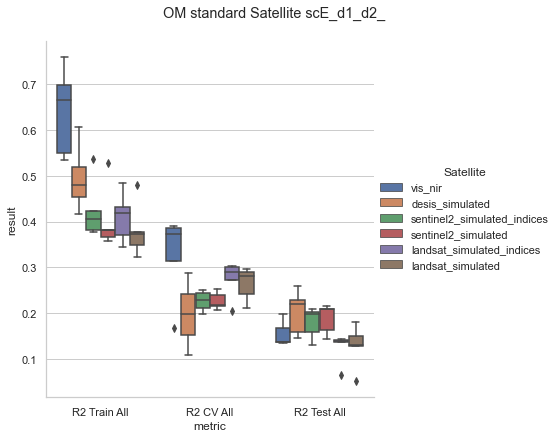 OM standard Satellite scE_d1_d2_
0.7
0.6
0.5
0.4
0.3
0.2
0.1
result
R2 Train All
R2 CV All
R2 Test All
metric
Satellite
vis_nir
desis_simulated
sentinel2_simulated_indices
sentinel2_simulated
landsat_simulated_indices
landsat_simulated